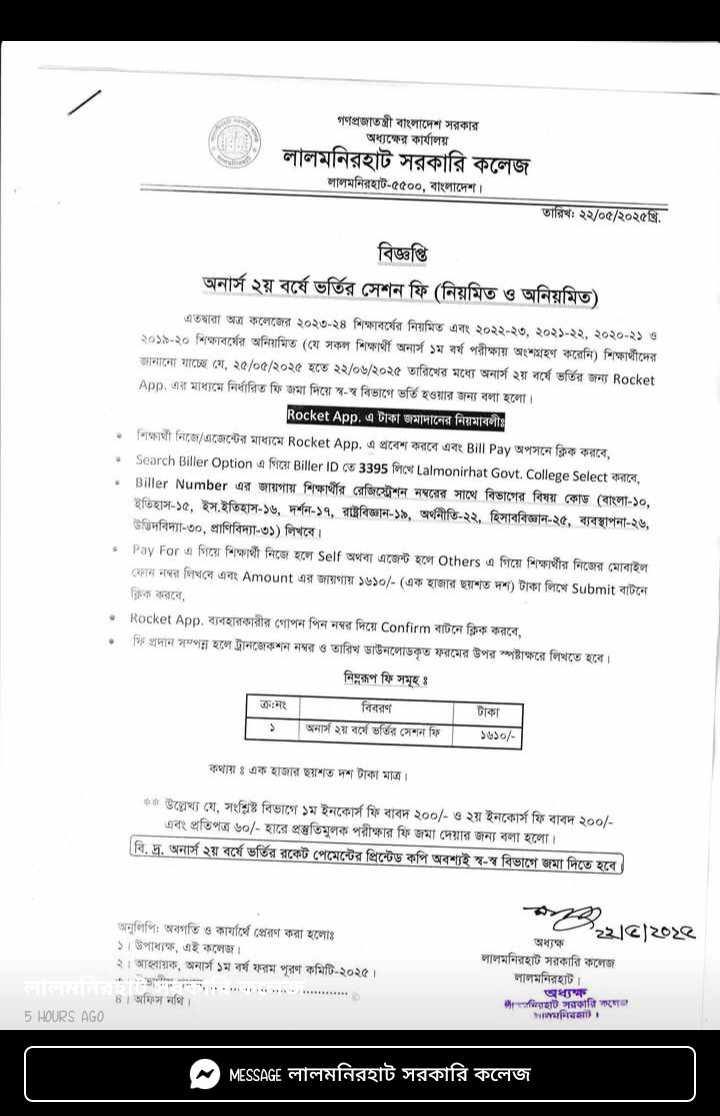 গণপ্রজাতন্ত্রী বাংলাদেশ সরকার
অধ্যক্ষের কার্যালয়
লালমনিরহাট সরকারি কলেজ
লালমনিরহাট-৫৫০০, বাংলাদেশ।
তারিখঃ ২২/০৫/২০২৫খ্রি.
বিজ্ঞপ্তি
অনার্স ২য় বর্ষে ভর্তির সেশন ফি (নিয়মিত ও অনিয়মিত)
এতদ্বারা অত্র কলেজের ২০২৩-২৪ শিক্ষাবর্ষের নিয়মিত এবং ২০২২-২৩, ২০২১-২২, ২০২০-২১ ও
২০১৯-২০ শিক্ষাবর্ষের অনিয়মিত (যে সকল শিক্ষার্থী অনার্স ১ম বর্ষ পরীক্ষায় অংশগ্রহণ করেনি) শিক্ষার্থীদের
জানানো যাচ্ছে যে, ২৫/০৫/২০২৫ হতে ২২/০৬/২০২৫ তারিখের মধ্যে অনার্স ২য় বর্ষে ভর্তির জন্য Rocket
App. এর মাধ্যমে নির্ধারিত ফি জমা দিয়ে স্ব-স্ব বিভাগে ভর্তি হওয়ার জন্য বলা হলো।
Rocket App. এ টাকা জমাদানের নিয়মাবলীঃ
• শিক্ষার্থী নিজে/এজেন্টের মাধ্যমে Rocket App. এ প্রবেশ করবে এবং Bill Pay অপসনে ক্লিক করবে,
• Search Biller Option এ গিয়ে Biller ID তে 3395 লিখে Lalmonirhat Govt. College Select করবে,
• Biller Number এর জায়গায় শিক্ষার্থীর রেজিস্ট্রেশন নম্বরের সাথে বিভাগের বিষয় কোড (বাংলা-১০,
ইতিহাস-১৫, ইস.ইতিহাস-১৬, দর্শন-১৭, রাষ্ট্রবিজ্ঞান-১৯, অর্থনীতি-২২, হিসাববিজ্ঞান-২৫, ব্যবস্থাপনা-২৬,
উদ্ভিদবিদ্যা-৩০, প্রাণিবিদ্যা-৩১) লিখবে।
• Pay For এ গিয়ে শিক্ষার্থী নিজে হলে Self অথবা এজেন্ট হলে Others এ গিয়ে শিক্ষার্থীর নিজের মোবাইল
ফোন নম্বর লিখবে এবং Amount এর জায়গায় ১৬১০/- (এক হাজার ছয়শত দশ) টাকা লিখে Submit বাটনে
ক্লিক করবে,
• Rocket App. ব্যবহারকারীর গোপন পিন নম্বর দিয়ে Confirm বাটনে ক্লিক করবে,
• ফি প্রদান সম্পন্ন হলে ট্রানজেকশন নম্বর ও তারিখ ডাউনলোডকৃত ফরমের উপর স্পষ্টাক্ষরে লিখতে হবে।
নিম্নরূপ ফি সমূহ ঃ
ক্র:নং বিবরণ টাকা
১ অনার্স ২য় বর্ষে ভর্তির সেশন ফি ১৬১০/-
কথায় ঃ এক হাজার ছয়শত দশ টাকা মাত্র।
** উল্লেখ্য যে, সংশ্লিষ্ট বিভাগে ১ম ইনকোর্স ফি বাবদ ২০০/- ও ২য় ইনকোর্স ফি বাবদ ২০০/-
এবং প্রতিপত্র ৬০/- হারে প্রস্তুতিমূলক পরীক্ষার ফি জমা দেয়ার জন্য বলা হলো।
বি. দ্র. অনার্স ২য় বর্ষে ভর্তির রকেট পেমেন্টের প্রিন্টেড কপি অবশ্যই স্ব-স্ব বিভাগে জমা দিতে হবে
২২/৫/২০২৫
অধ্যক্ষ
লালমনিরহাট সরকারি কলেজ
লালমনিরহাট।
অধ্যক্ষ
লালমনিরহাট সরকারি কলেজ
লালমনিরহাট।
অনুলিপি: অবগতি ও কার্যার্থে প্রেরণ করা হলোঃ
১। উপাধ্যক্ষ, এই কলেজ।
২। আহ্বায়ক, অনার্স ১ম বর্ষ ফরম পূরণ কমিটি-২০২৫।
৪। অফিস নথি।
লালমনিরহাট সরকারি কলেজ
5 HOURS AGO
MESSAGE লালমনিরহাট সরকারি কলেজ